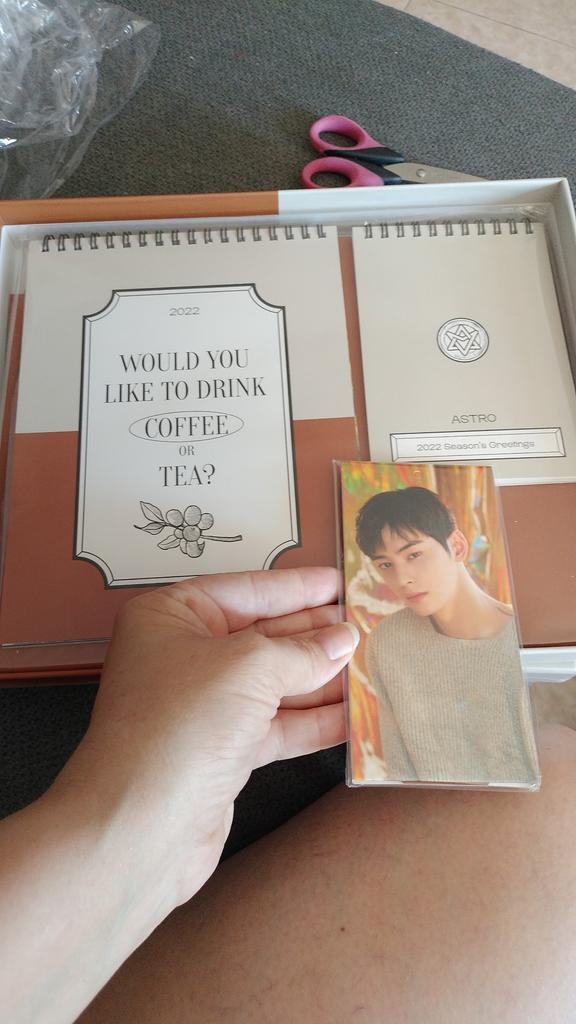 2022
WOULD YOU
LIKE TO DRINK
COFFEE
OR
TEA?
ASTRO
2022 Season's Greetings